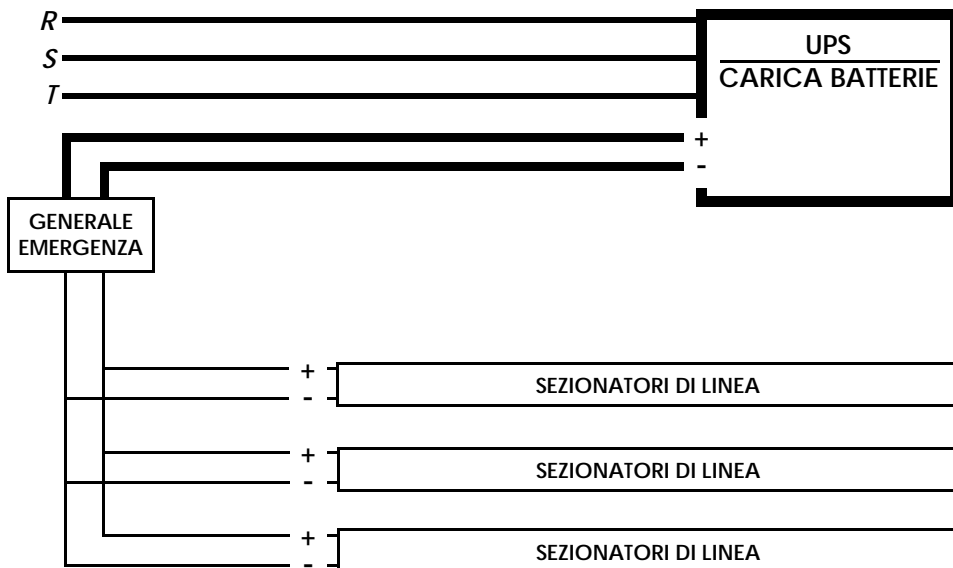 R
S
T
UPS
CARICA BATTERIE
+
-
GENERALE
EMERGENZA
+
-
SEZIONATORI DI LINEA
+
-
SEZIONATORI DI LINEA
+
-
SEZIONATORI DI LINEA